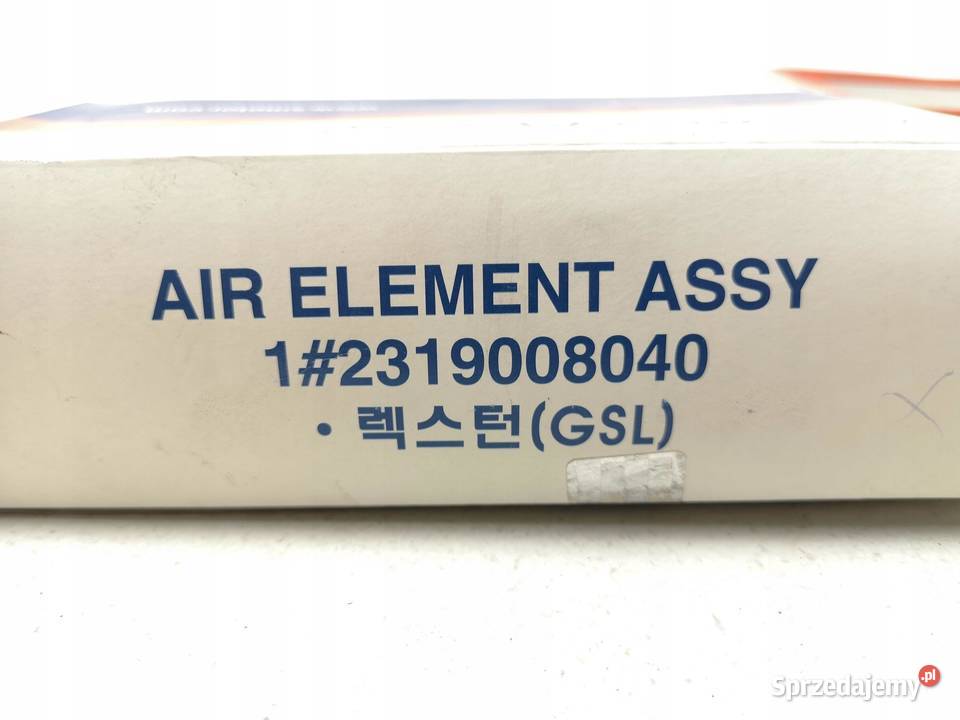 AIR ELEMENT ASSY
1#2319008040
• 렉스턴(GSL)
Sprzedajemy.pl